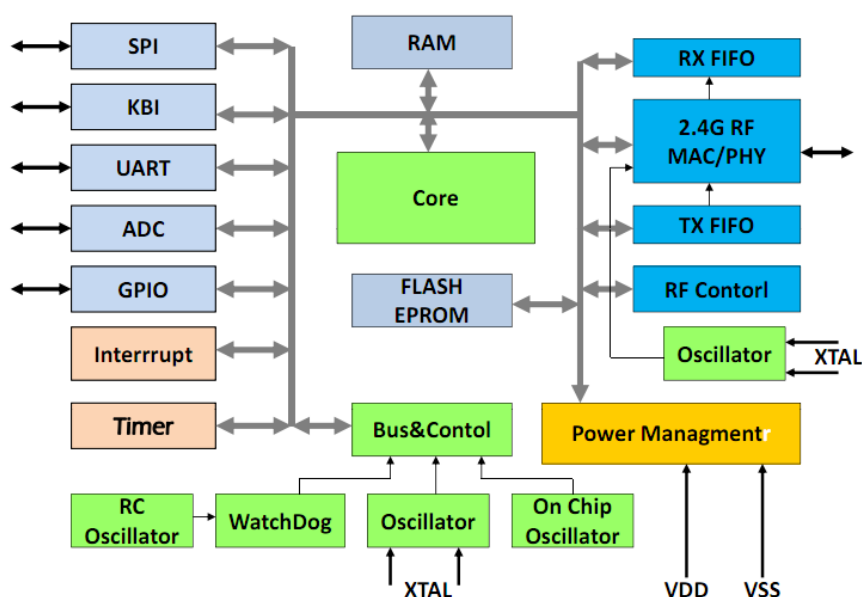 SPI
RAM
RX FIFO
KBI
2.4G RF
MAC/PHY
UART
Core
ADC
TX FIFO
GPIO
FLASH
EPROM
RF Contorl
Interrrupt
Oscillator
XTAL
Timer
Bus&Contol
Power Managmentr
RC
Oscillator
WatchDog
Oscillator
On Chip
Oscillator
XTAL
VDD
VSS